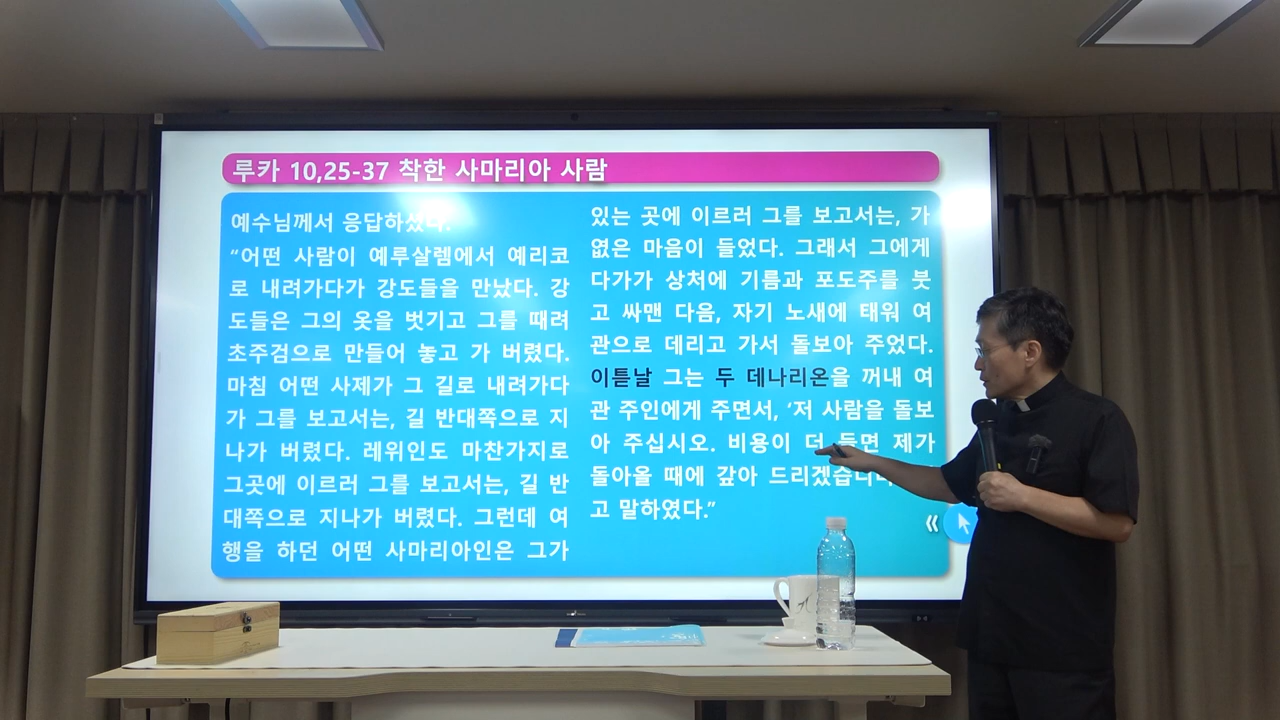 루카 10,25-37 착한 사마리아 사람
예수님께서 응답하셨다.
“어떤 사람이 예루살렘에서 예리코
로 내려가다가 강도들을 만났다. 강
도들은 그의 옷을 벗기고 그를 때려
초주검으로 만들어 놓고 가 버렸다.
마침 어떤 사제가 그 길로 내려가다
가 그를 보고서는, 길 반대쪽으로 지
나가 버렸다. 레위인도 마찬가지로
그곳에 이르러 그를 보고서는, 길 반
대쪽으로 지나가 버렸다. 그런데 여
행을 하던 어떤 사마리아인은 그가
있는 곳에 이르러 그를 보고서는, 가
엾은 마음이 들었다. 그래서 그에게
다가가 상처에 기름과 포도주를 붓
고 싸맨 다음, 자기 노새에 태워 여
관으로 데리고 가서 돌보아 주었다.
이튿날 그는 두 데나리온을 꺼내 여
관 주인에게 주면서, ‘저 사람을 돌보
아 주십시오. 비용이 더 들면 제가
돌아올 때에 갚아 드리겠습니다
고 말하였다.”